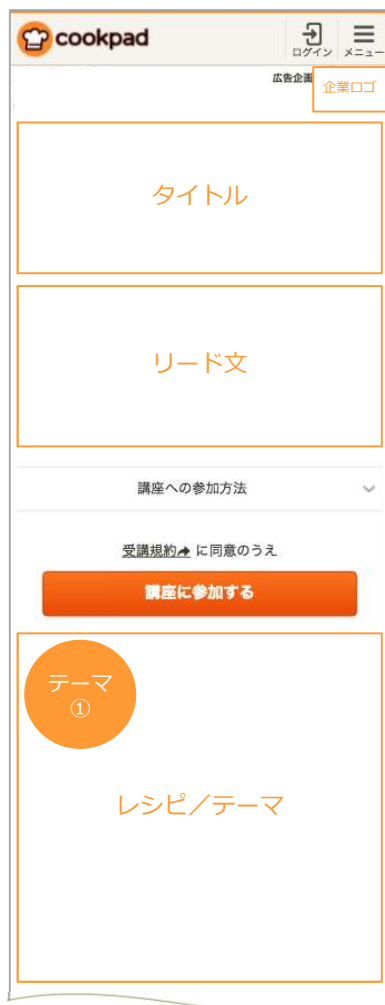 cookpad
ログイン メニュー
広告企画
企業ロゴ
タイトル
リード文
講座への参加方法
受講規約 に同意のうえ
講座に参加する
テーマ
①
レシピ／テーマ